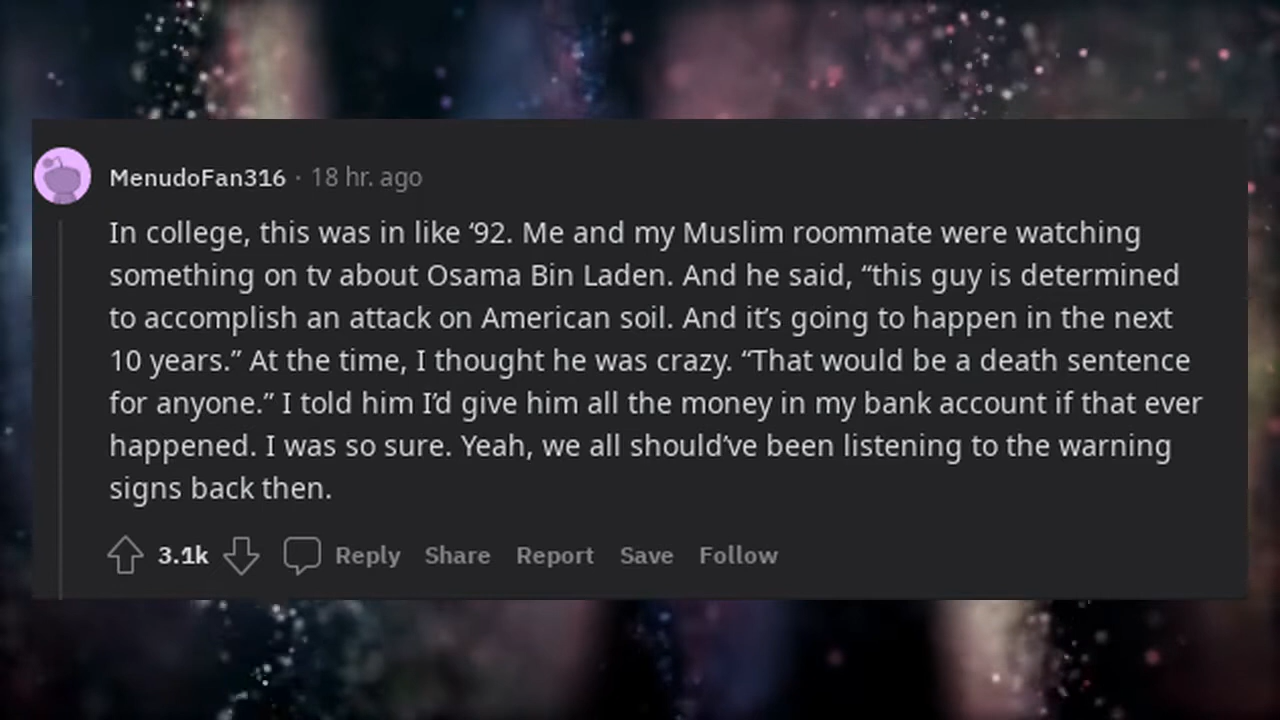 MenudoFan316 · 18 hr. ago
In college, this was in like ‘92. Me and my Muslim roommate were watching
something on tv about Osama Bin Laden. And he said, “this guy is determined
to accomplish an attack on American soil. And it’s going to happen in the next
10 years.” At the time, I thought he was crazy. “That would be a death sentence
for anyone.” I told him I’d give him all the money in my bank account if that ever
happened. I was so sure. Yeah, we all should’ve been listening to the warning
signs back then.
3.1k Reply Share Report Save Follow